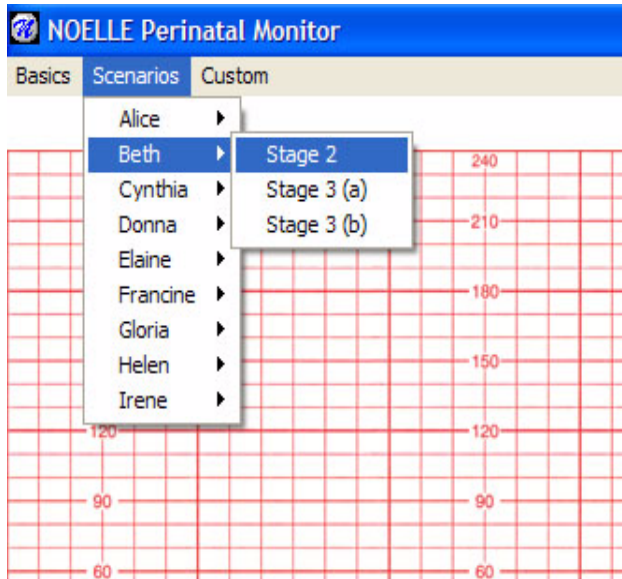 NOELLE Perinatal Monitor
Basics Scenarios Custom
Alice
Beth Stage 2 240
Cynthia Stage 3 (a)
Donna Stage 3 (b) 210
Elaine
Francine 180
Gloria
Helen 150
Irene
120 120
90 90
60 60